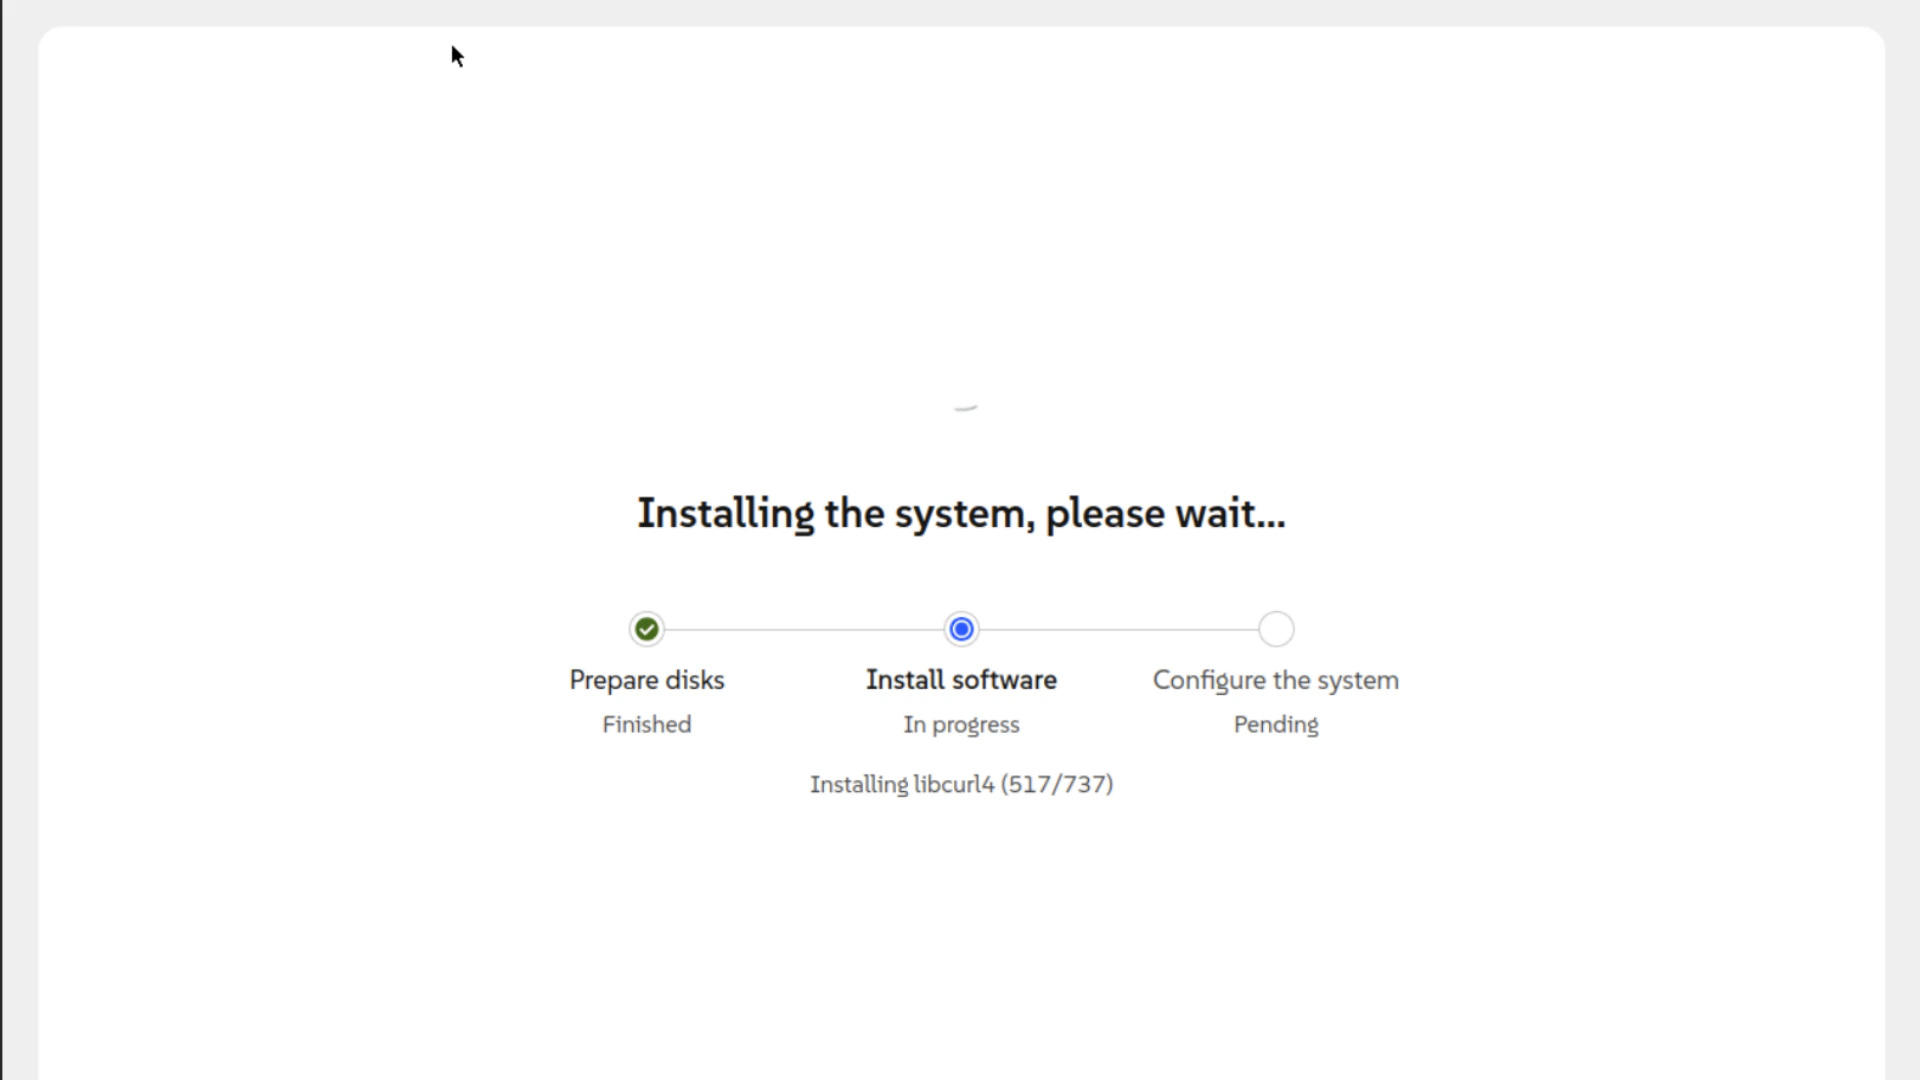 Installing the system, please wait...
Prepare disks
Finished
Install software
In progress
Configure the system
Pending
Installing libcurl4 (517/737)